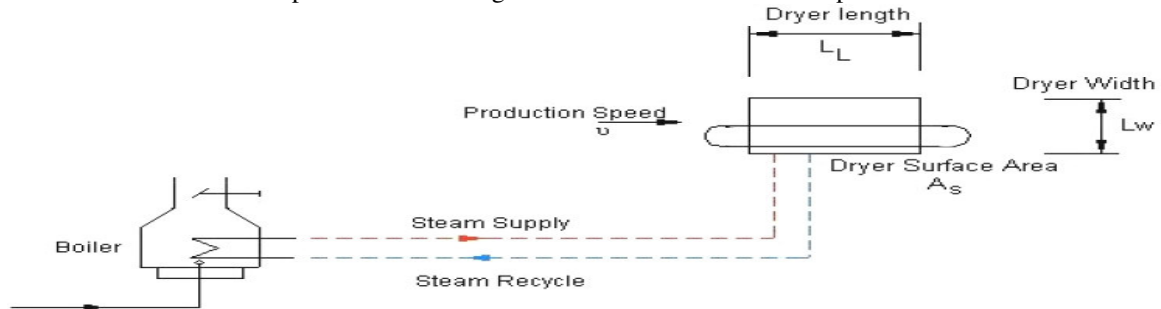 Dryer length
L_L
Dryer Width
Lw
Production Speed
υ
Dryer Surface Area
A_s
Steam Supply
Boiler
Steam Recycle